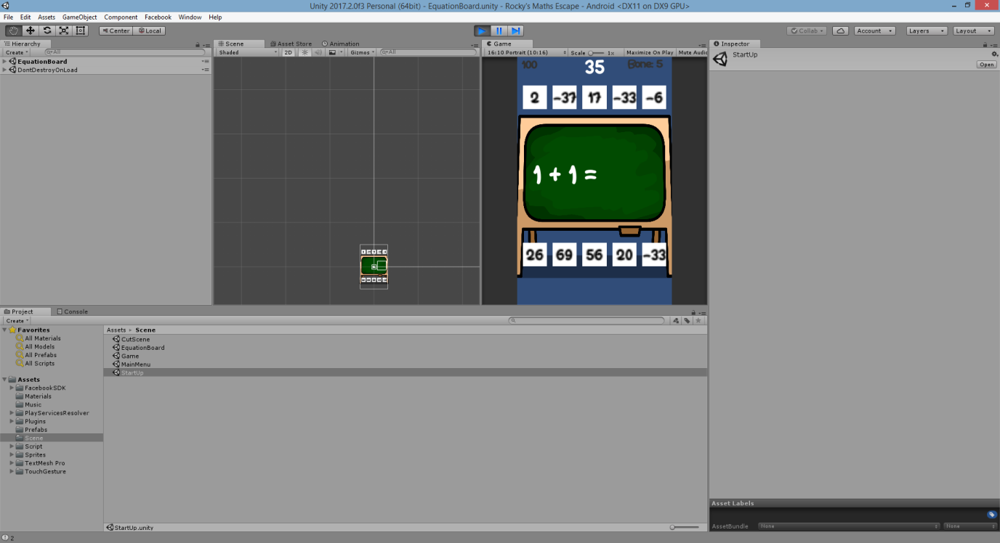 Unity 2017.2.0f3 Personal (64bit) - EquationBoard.unity - Rocky's Maths Escape - Android <DX11 on DX9 GPU>
File Edit Assets GameObject Component Facebook Window Help
Center Local Collab Account Layers Layout
Hierarchy
Create All
EquationBoard
DontDestroyOnLoad
Scene Asset Store Animation
Shaded 2D Gizmos All
Game
16:10 Portrait (10:16) Scale 1x Maximize On Play Mute Audio
100 35 Bone: 5
2 -37 17 -33 -6
1 + 1 =
26 69 56 20 -33
Inspector
StartUp
Open
Project Console
Create
Favorites
All Materials
All Models
All Prefabs
All Scripts
Assets
FacebookSDK
Materials
Music
PlayServicesResolver
Plugins
Prefabs
Scene
Script
Sprites
TextMesh Pro
TouchGesture
Assets Scene
CutScene
EquationBoard
Game
MainMenu
StartUp
StartUp.unity
Asset Labels
AssetBundle None None
2